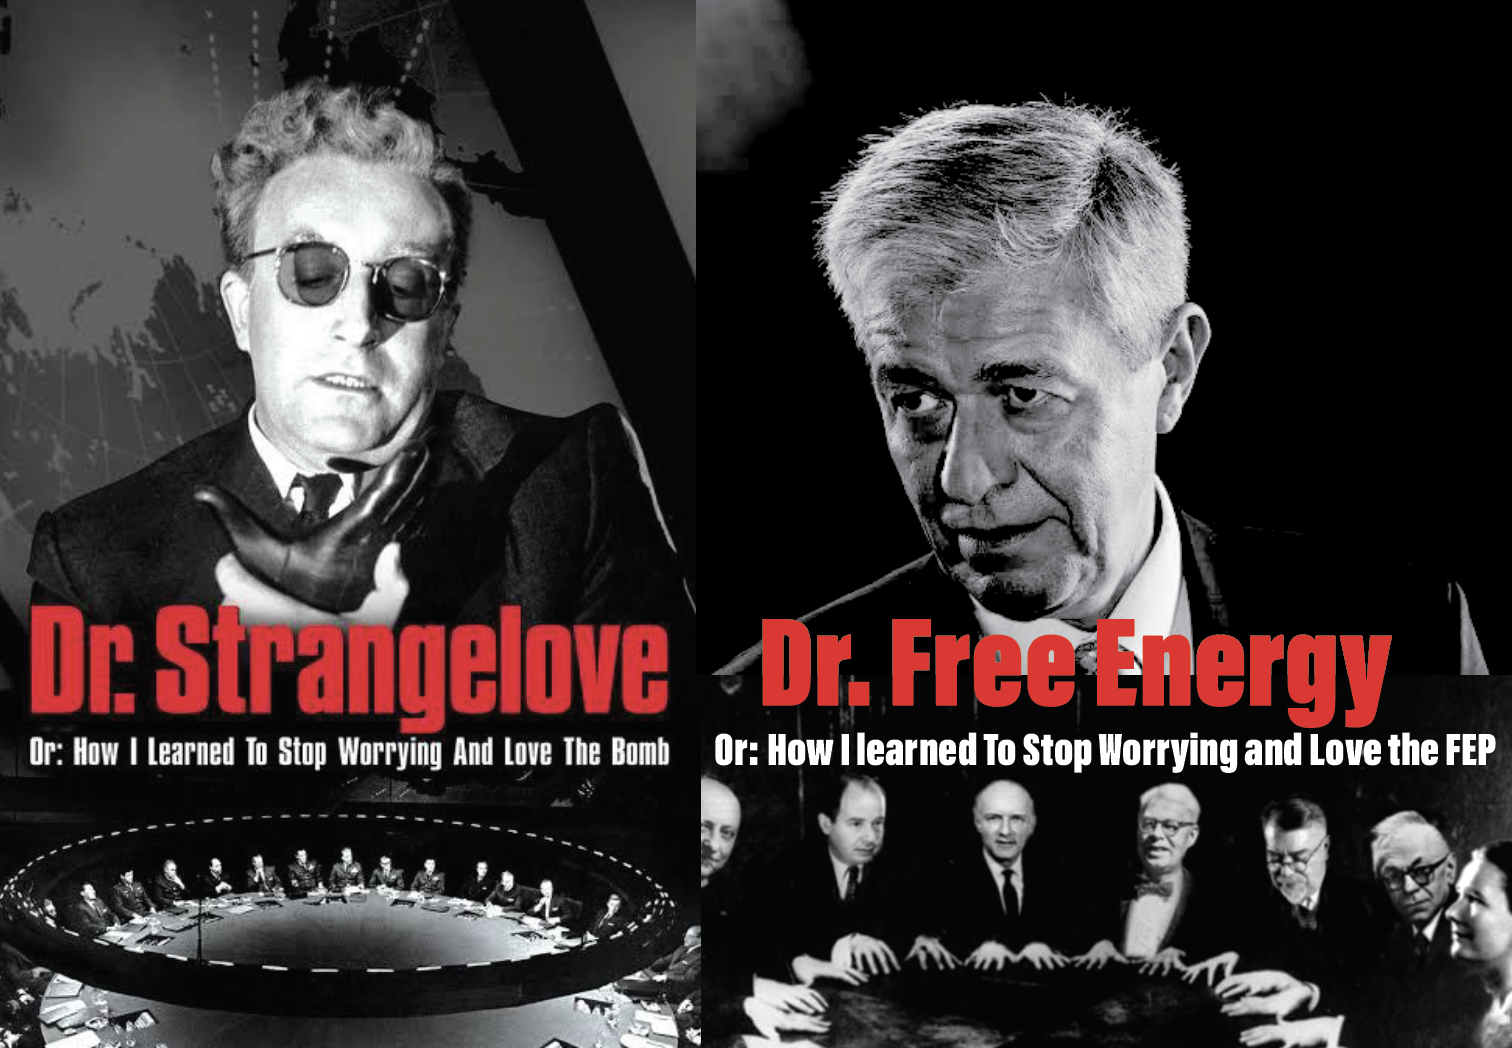 Dr. Strangelove
Or: How I Learned To Stop Worrying And Love The Bomb
Dr. Free Energy
Or: How I learned To Stop Worrying and Love the FEP